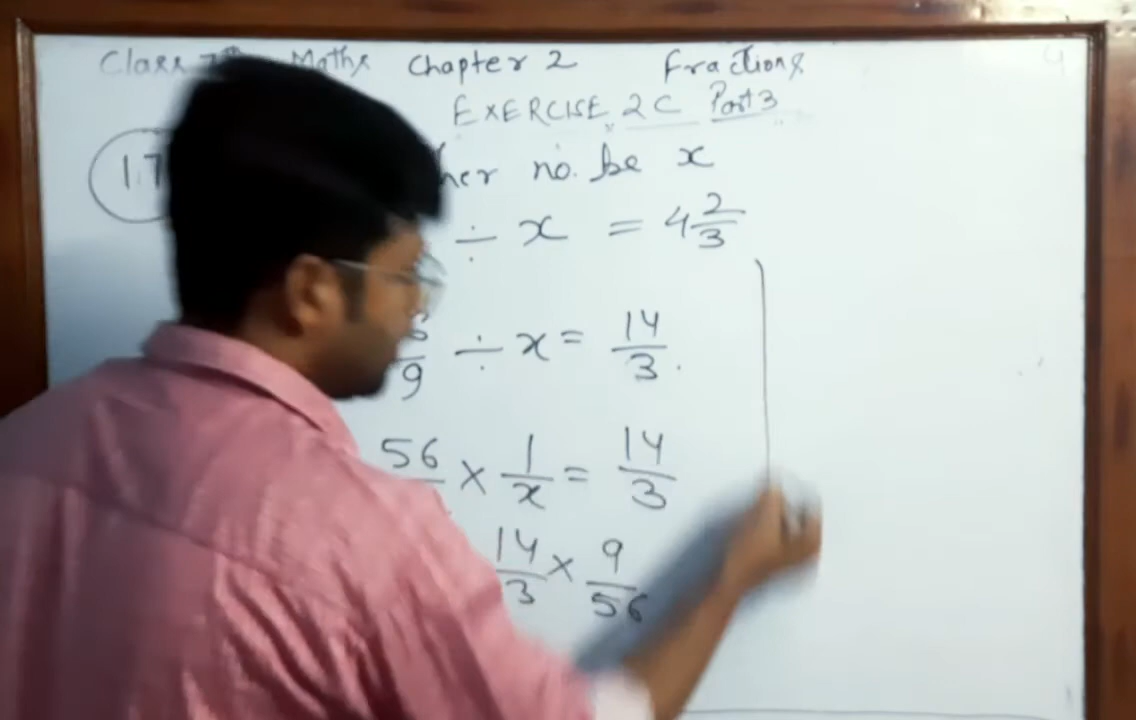 Class 7th Maths Chapter 2 Fractions
EXERCISE 2C Part 3
17 no. be x
÷ x = 4 2/3
/9 ÷ x = 14/3
56 × 1/x = 14/3
14/3 × 9/56